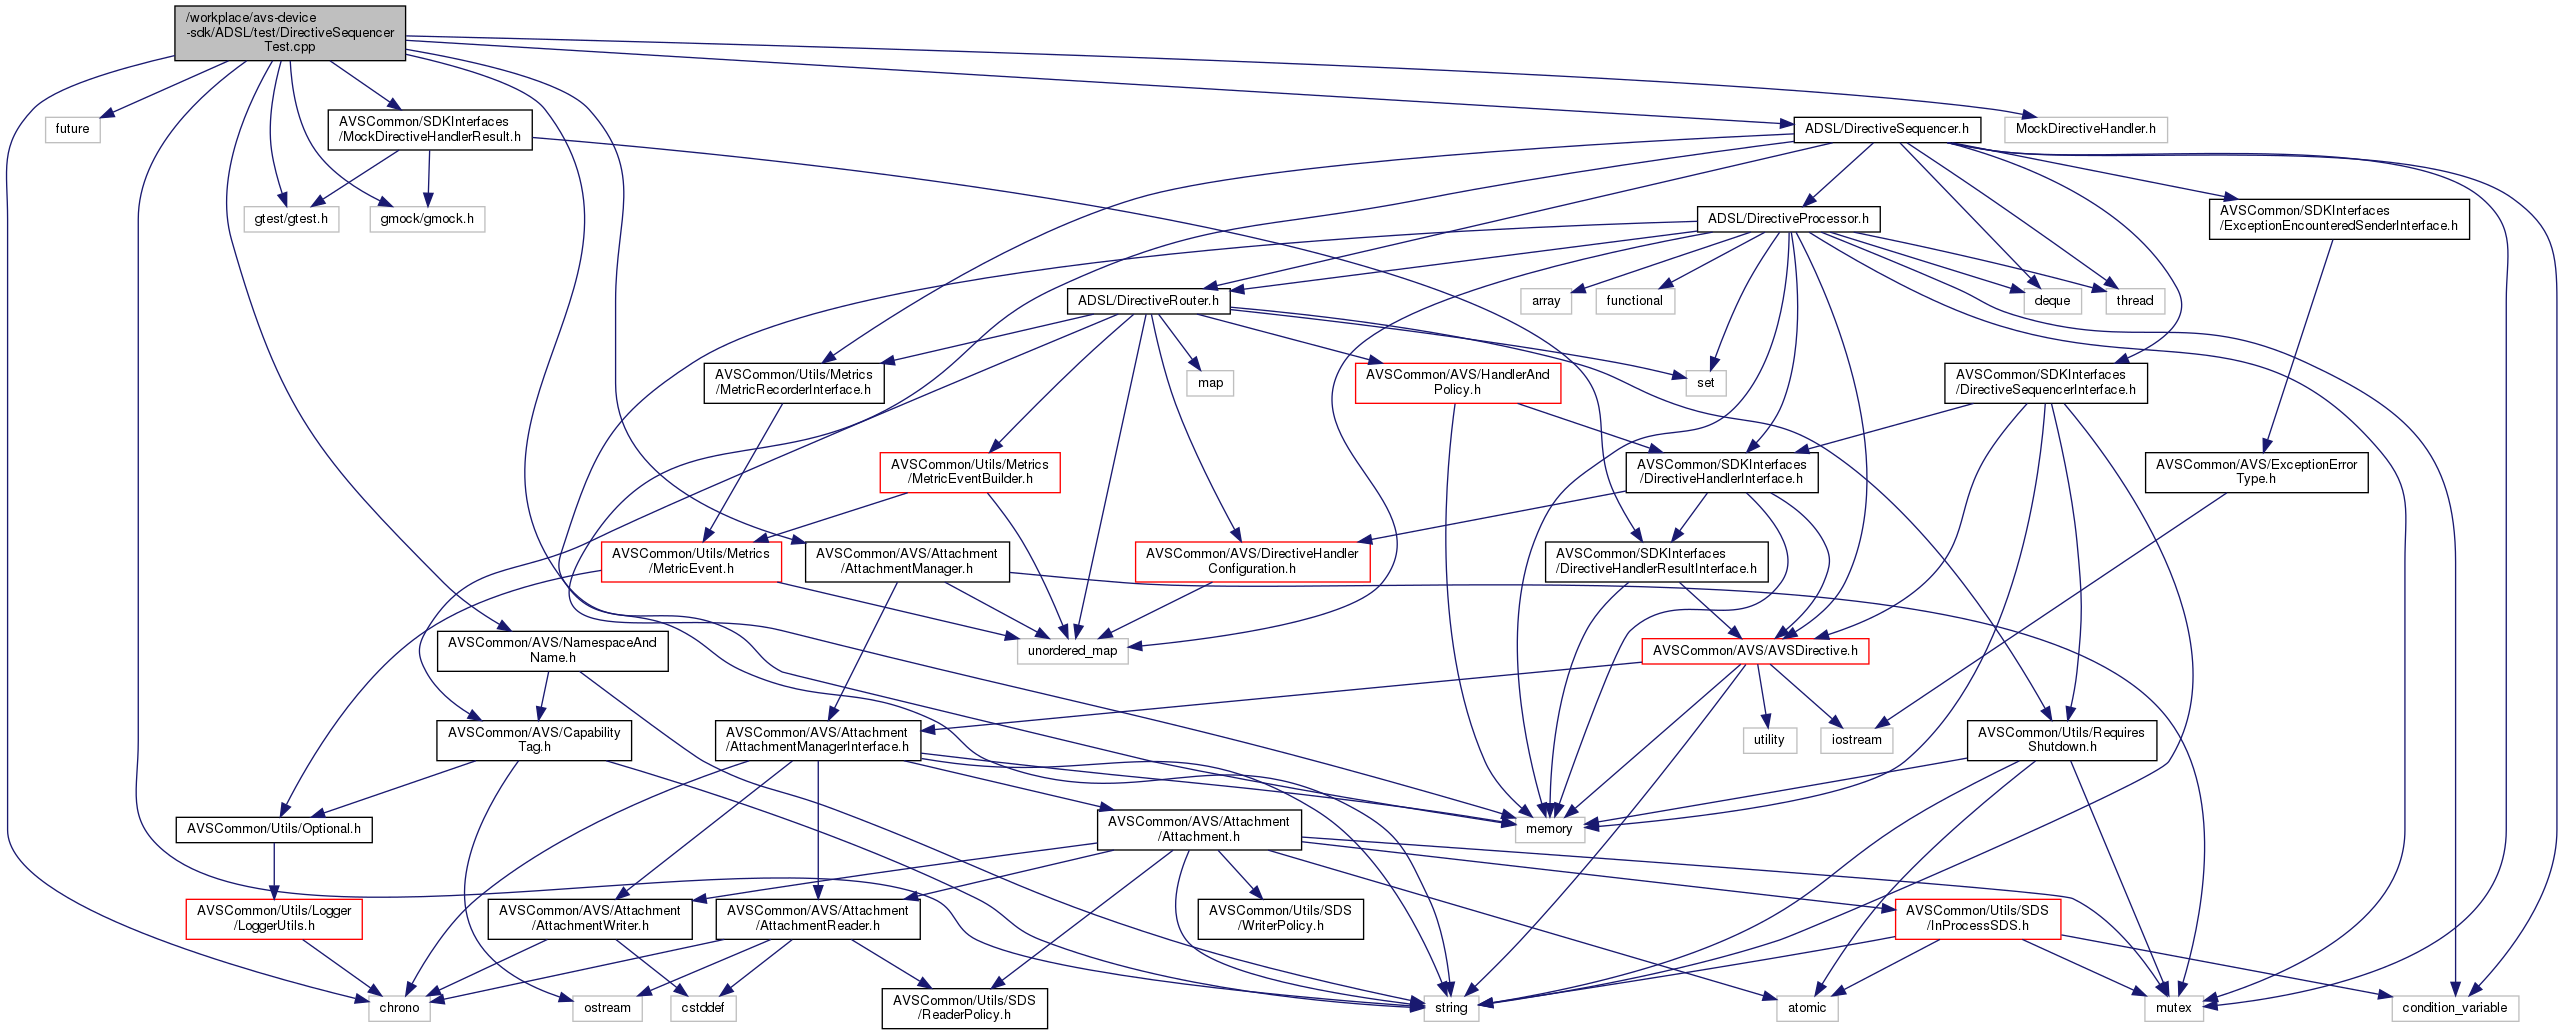 /workplace/avs-device
-sdk/ADSL/test/DirectiveSequencer
Test.cpp
future
AVSCommon/SDKInterfaces
/MockDirectiveHandlerResult.h
ADSL/DirectiveSequencer.h
MockDirectiveHandler.h
gtest/gtest.h
gmock/gmock.h
ADSL/DirectiveProcessor.h
AVSCommon/SDKInterfaces
/ExceptionEncounteredSenderInterface.h
ADSL/DirectiveRouter.h
array
functional
deque
thread
AVSCommon/Utils/Metrics
/MetricRecorderInterface.h
map
AVSCommon/AVS/HandlerAnd
Policy.h
set
AVSCommon/SDKInterfaces
/DirectiveSequencerInterface.h
AVSCommon/Utils/Metrics
/MetricEventBuilder.h
AVSCommon/SDKInterfaces
/DirectiveHandlerInterface.h
AVSCommon/AVS/ExceptionError
Type.h
AVSCommon/Utils/Metrics
/MetricEvent.h
AVSCommon/AVS/Attachment
/AttachmentManager.h
AVSCommon/AVS/DirectiveHandler
Configuration.h
AVSCommon/SDKInterfaces
/DirectiveHandlerResultInterface.h
AVSCommon/AVS/NamespaceAnd
Name.h
unordered_map
AVSCommon/AVS/AVSDirective.h
AVSCommon/AVS/Capability
Tag.h
AVSCommon/AVS/Attachment
/AttachmentManagerInterface.h
utility
iostream
AVSCommon/Utils/Requires
Shutdown.h
AVSCommon/Utils/Optional.h
AVSCommon/AVS/Attachment
/Attachment.h
memory
AVSCommon/Utils/Logger
/LoggerUtils.h
AVSCommon/AVS/Attachment
/AttachmentWriter.h
AVSCommon/AVS/Attachment
/AttachmentReader.h
AVSCommon/Utils/SDS
/WriterPolicy.h
AVSCommon/Utils/SDS
/InProcessSDS.h
chrono
ostream
cstddef
AVSCommon/Utils/SDS
/ReaderPolicy.h
string
atomic
mutex
condition_variable